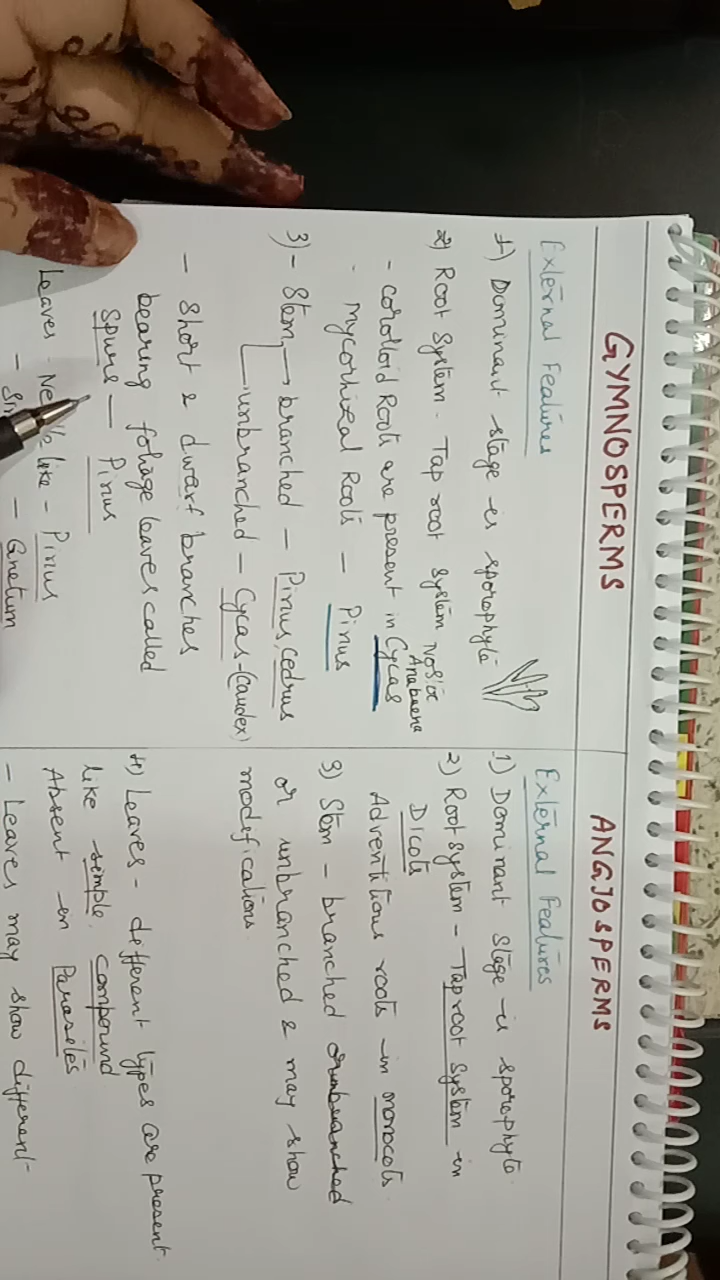 GYMNOSPERMS
External Features
1) Dominant stage is sporophyte
2) Root System - Tap root System
Nostoc
Anabaena
- corolloid Roots are present in Cycas
- Mycorhizal Roots - Pinus
3) - Stem → branched - Pinus, Cedrus
unbranched - Cycas - (Caudex)
- Short & dwarf branches
bearing foliage leaves called
Spurs - Pinus
Leaves - Needle like - Pinus
- Gnetum
ANGIOSPERMS
External Features
1) Dominant Stage is sporophyte.
2) Root System - Tap root System in
Dicots
Adventitious roots in monocots.
3) Stem - branched
or unbranched & may show
modifications.
4) Leaves - different types are present.
like simple, compound
Absent in Parasites
- Leaves may show different